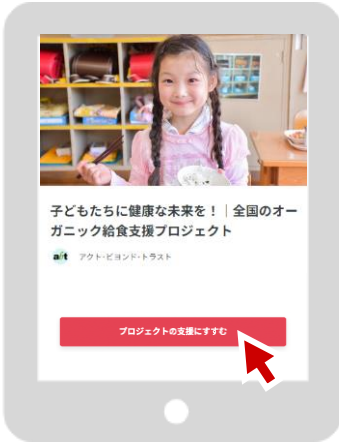 子どもたちに健康な未来を！｜全国のオー
ガニック給食支援プロジェクト
a//t アクト・ビヨンド・トラスト
プロジェクトの支援にすすむ